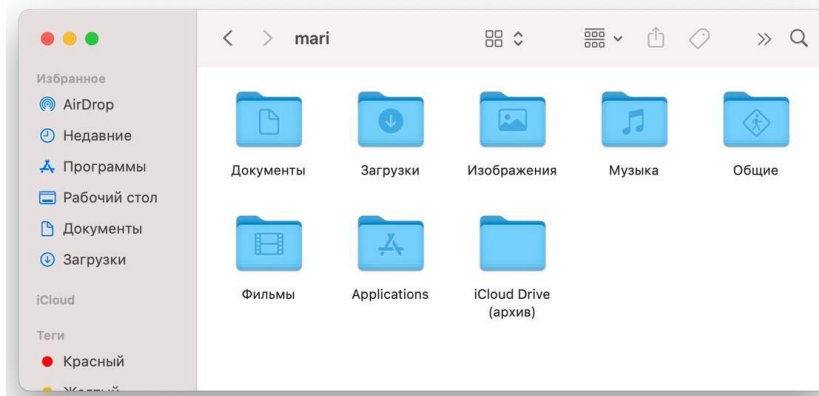 mari
Избранное
AirDrop
Недавние
Программы
Рабочий стол
Документы
Загрузки
iCloud
Теги
Красный
Желтый
Документы
Загрузки
Изображения
Музыка
Общие
Фильмы
Applications
iCloud Drive
(архив)